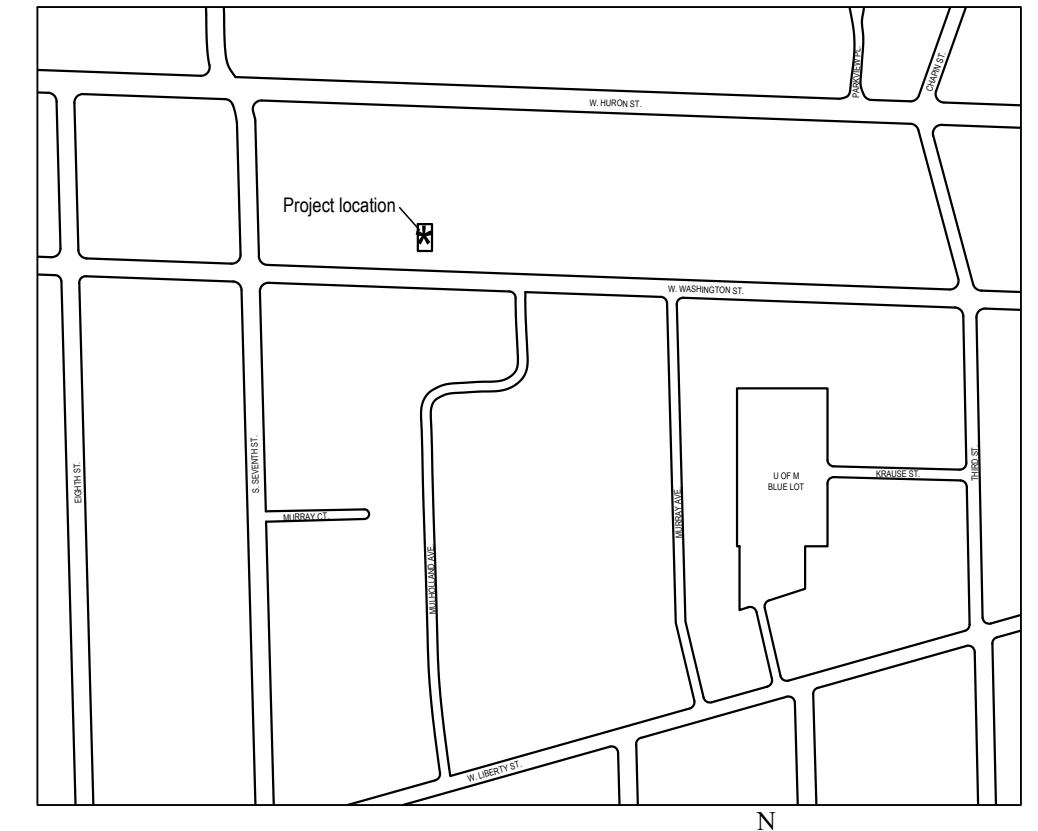 PARKVIEW PL.
CHAPIN ST.
W. HURON ST.
Project location
*
W. WASHINGTON ST.
EIGHTH ST.
S. SEVENTH ST.
MURRAY CT.
MULHOLLAND AVE.
MURRAY AVE.
U OF M
BLUE LOT
KRAUSE ST.
THIRD ST.
W. LIBERTY ST.
N